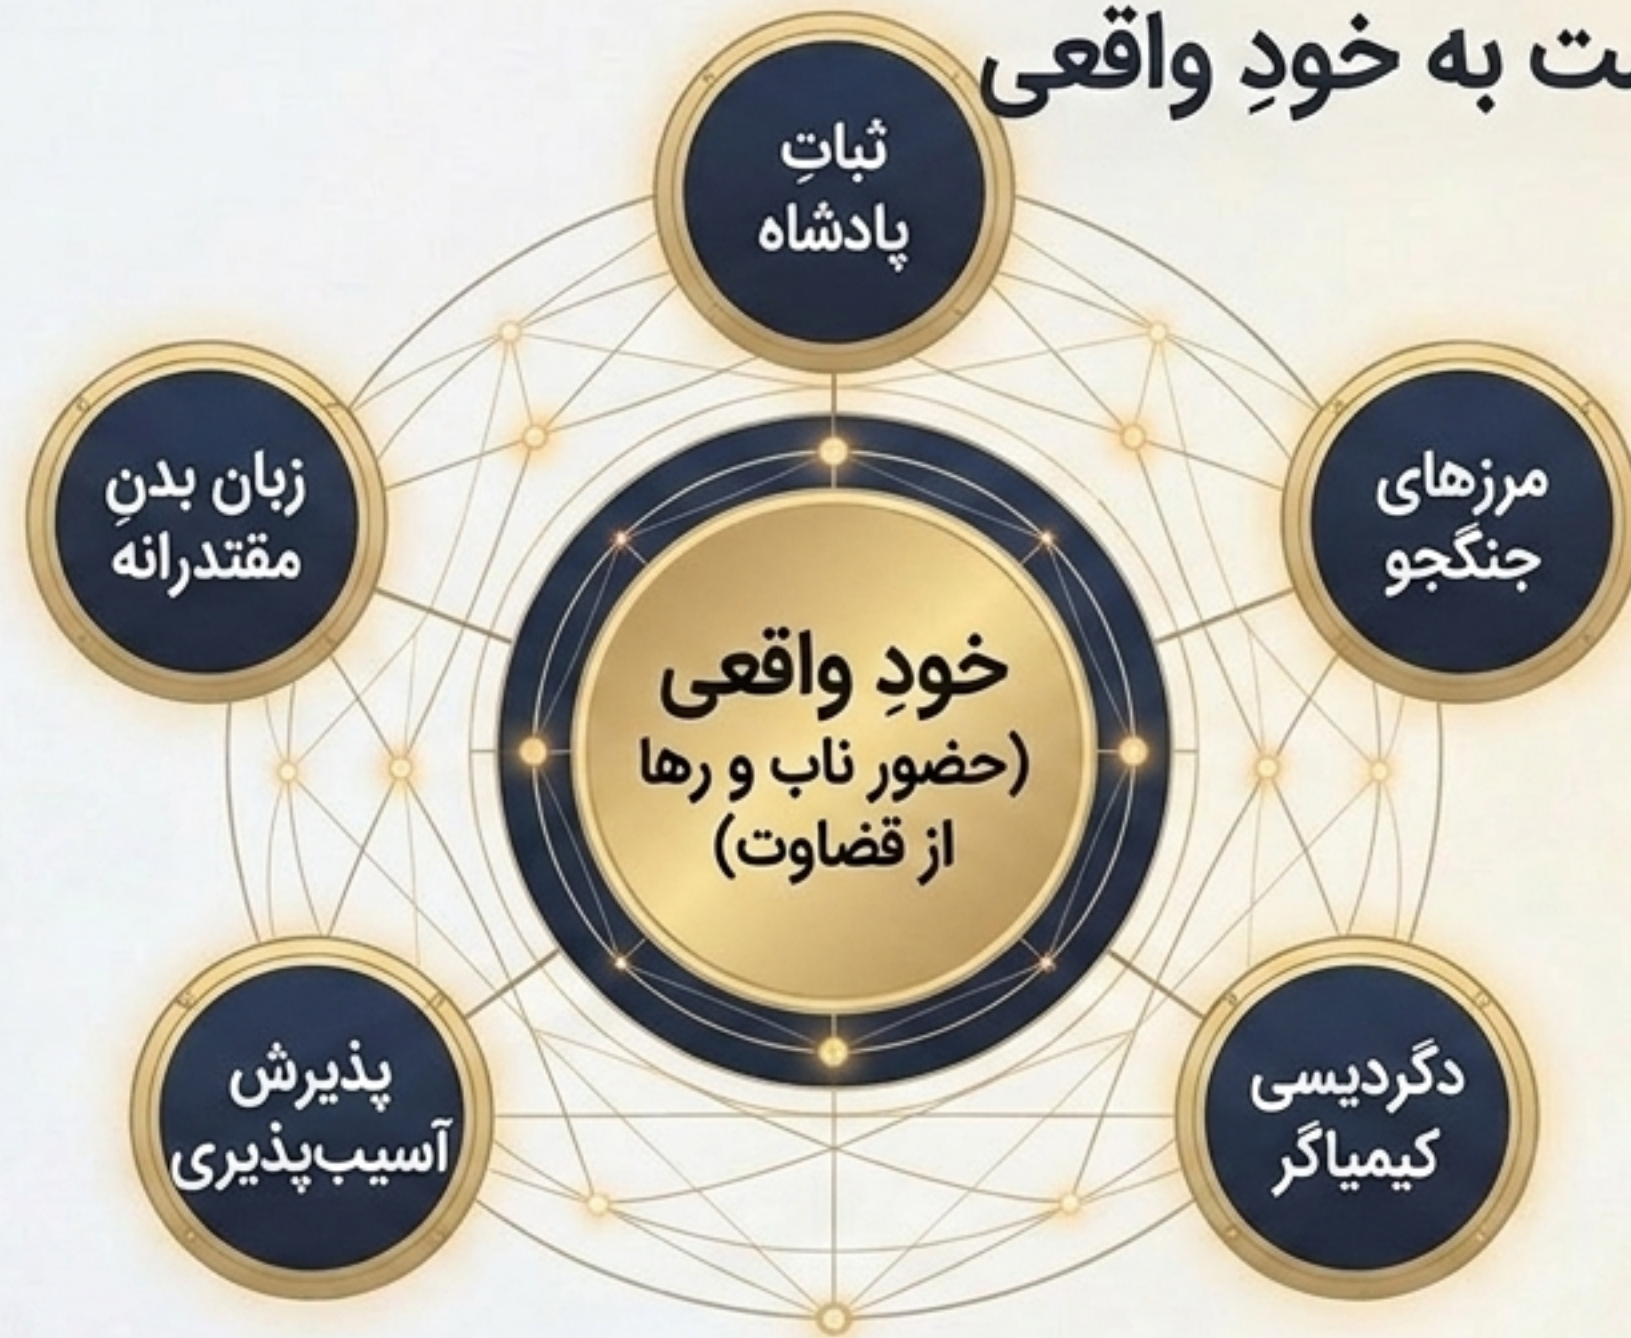 به خودِ واقعی
ثباتِ
پادشاه
مرزهای
جنگجو
زبان بدنِ
مقتدرانه
خودِ واقعی
(حضور ناب و رها
از قضاوت)
دگردیسی
کیمیاگر
پذیرش
آسیب‌پذیری